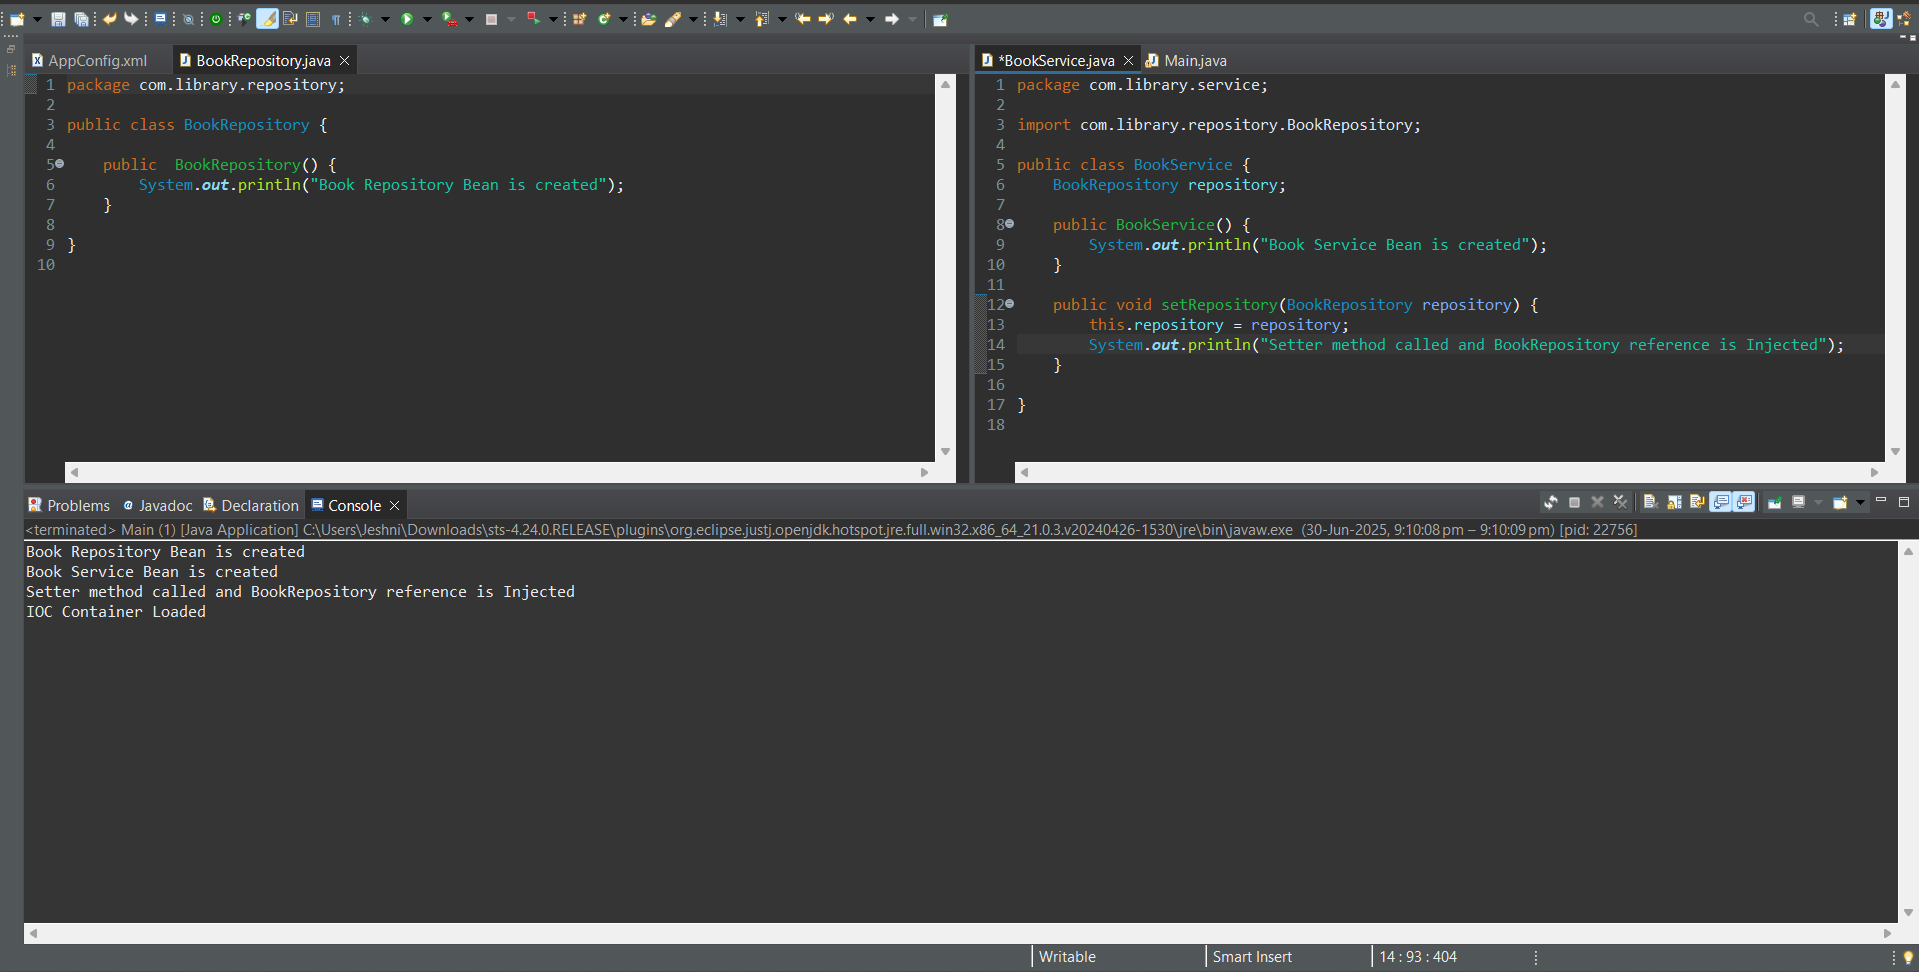 AppConfig.xml
BookRepository.java
1 package com.library.repository;
2
3 public class BookRepository {
4
5     public  BookRepository() {
6         System.out.println("Book Repository Bean is created");
7     }
8
9 }
10
*BookService.java
Main.java
1 package com.library.service;
2
3 import com.library.repository.BookRepository;
4
5 public class BookService {
6     BookRepository repository;
7
8     public BookService() {
9         System.out.println("Book Service Bean is created");
10     }
11
12     public void setRepository(BookRepository repository) {
13         this.repository = repository;
14         System.out.println("Setter method called and BookRepository reference is Injected");
15     }
16
17 }
18
Problems @ Javadoc Declaration Console
<terminated> Main (1) [Java Application] C:\Users\Jeshni\Downloads\sts-4.24.0.RELEASE\plugins\org.eclipse.justj.openjdk.hotspot.jre.full.win32.x86_64_21.0.3.v20240426-1530\jre\bin\javaw.exe (30-Jun-2025, 9:10:08 pm – 9:10:09 pm) [pid: 22756]
Book Repository Bean is created
Book Service Bean is created
Setter method called and BookRepository reference is Injected
IOC Container Loaded
Writable
Smart Insert
14 : 93 : 404